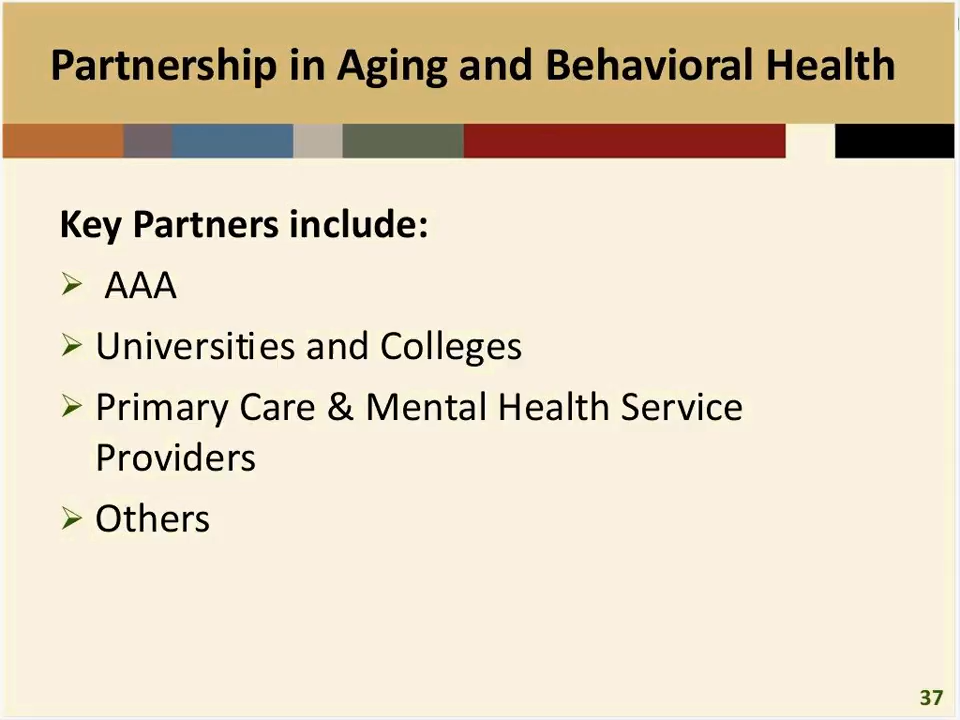 Partnership in Aging and Behavioral Health
Key Partners include:
➢ AAA
➢ Universities and Colleges
➢ Primary Care & Mental Health Service
Providers
➢ Others
37